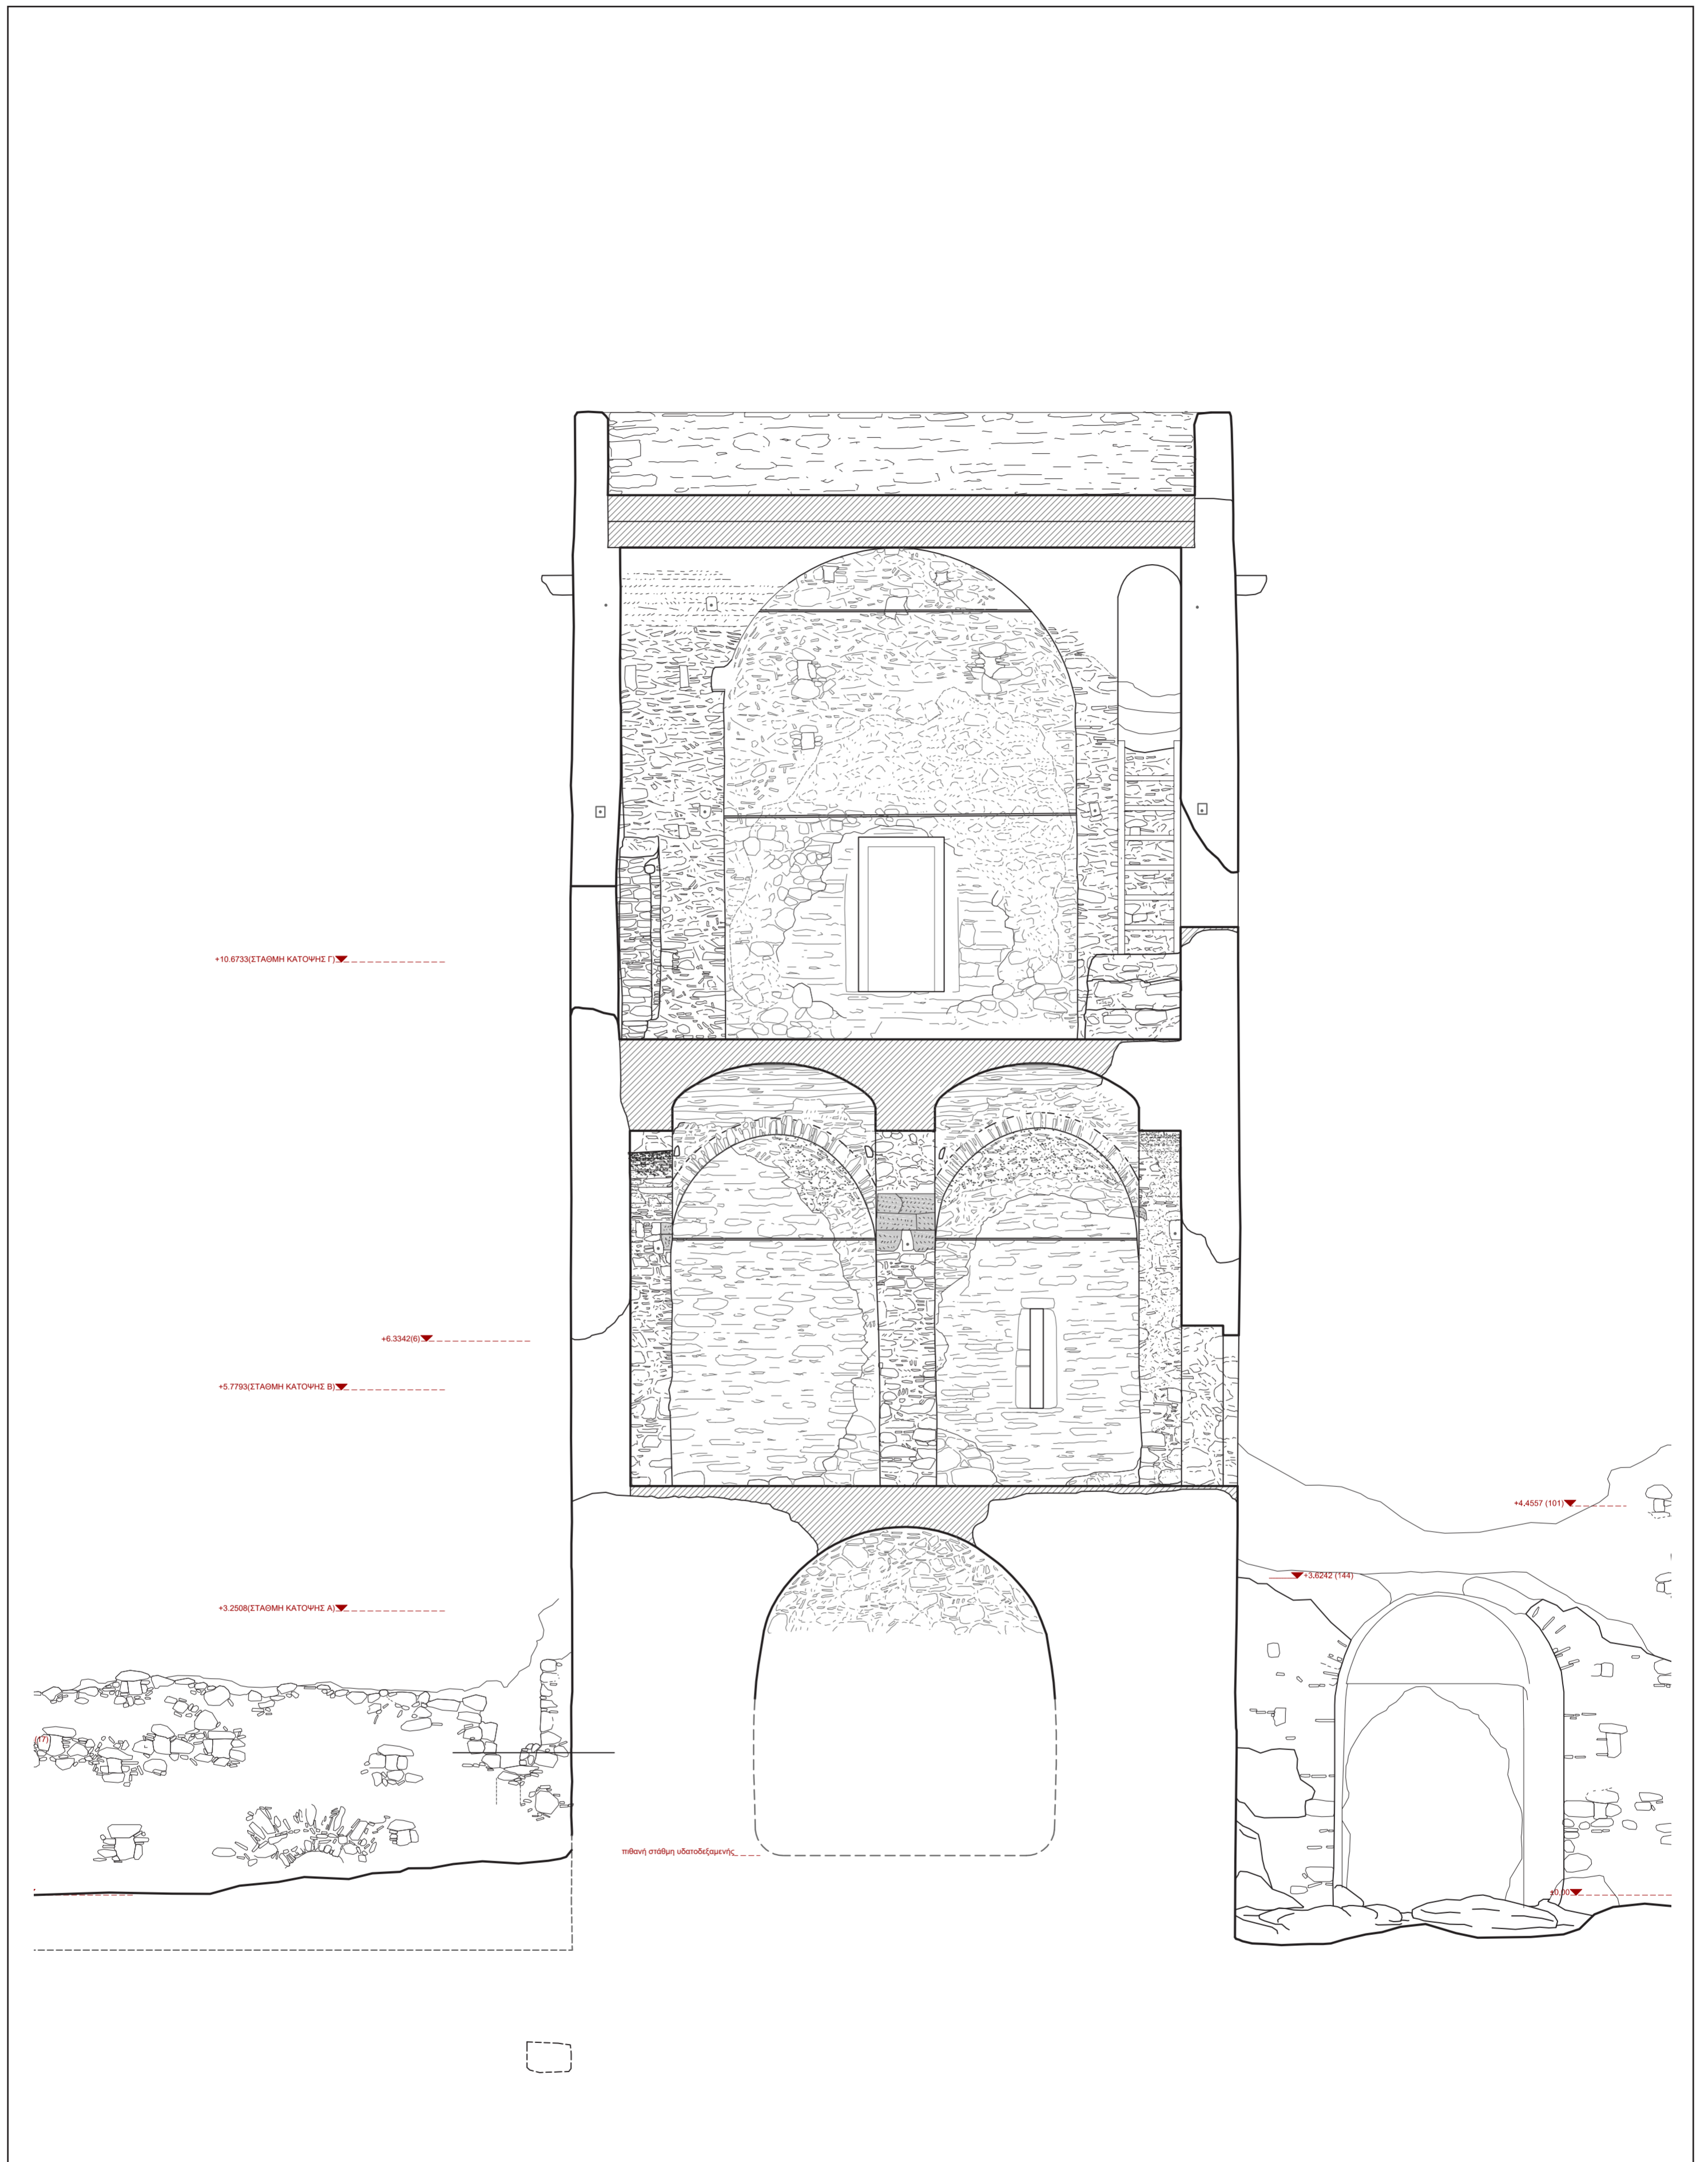 +10.6733(ΣΤΑΘΜΗ ΚΑΤΟΨΗΣ Γ)
+6.3342(6)
+5.7793(ΣΤΑΘΜΗ ΚΑΤΟΨΗΣ Β)
+4,4557 (101)
+3.6242 (144)
+3.2508(ΣΤΑΘΜΗ ΚΑΤΟΨΗΣ Α)
(17)
πιθανή στάθμη υδατοδεξαμενής
±0,00